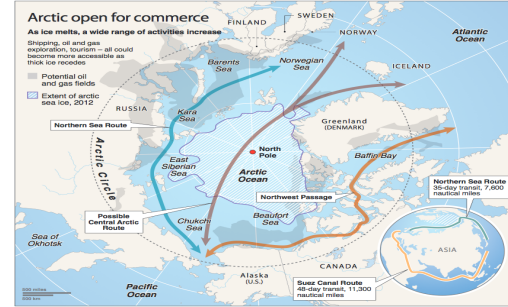 Arctic open for commerce
As ice melts, a wide range of activities increase
Shipping, oil and gas
exploration, tourism – all could
become more accessible as
thick ice recedes
Potential oil
and gas fields
Extent of arctic
sea ice, 2012
FINLAND
SWEDEN
NORWAY
Atlantic
Ocean
Barents
Sea
Norwegian
Sea
ICELAND
RUSSIA
Kara
Sea
Northern Sea Route
Greenland
(DENMARK)
Arctic Circle
North
Pole
Baffin Bay
East
Siberian
Sea
Arctic
Ocean
Northern Sea Route
35-day transit, 7,600
nautical miles
Northwest Passage
Possible
Central Arctic
Route
Chukchi
Sea
Beaufort
Sea
ASIA
Sea of
Okhotsk
CANADA
Alaska
(U.S.)
Suez Canal Route
48-day transit, 11,300
nautical miles
Pacific
Ocean
500 miles
500 km